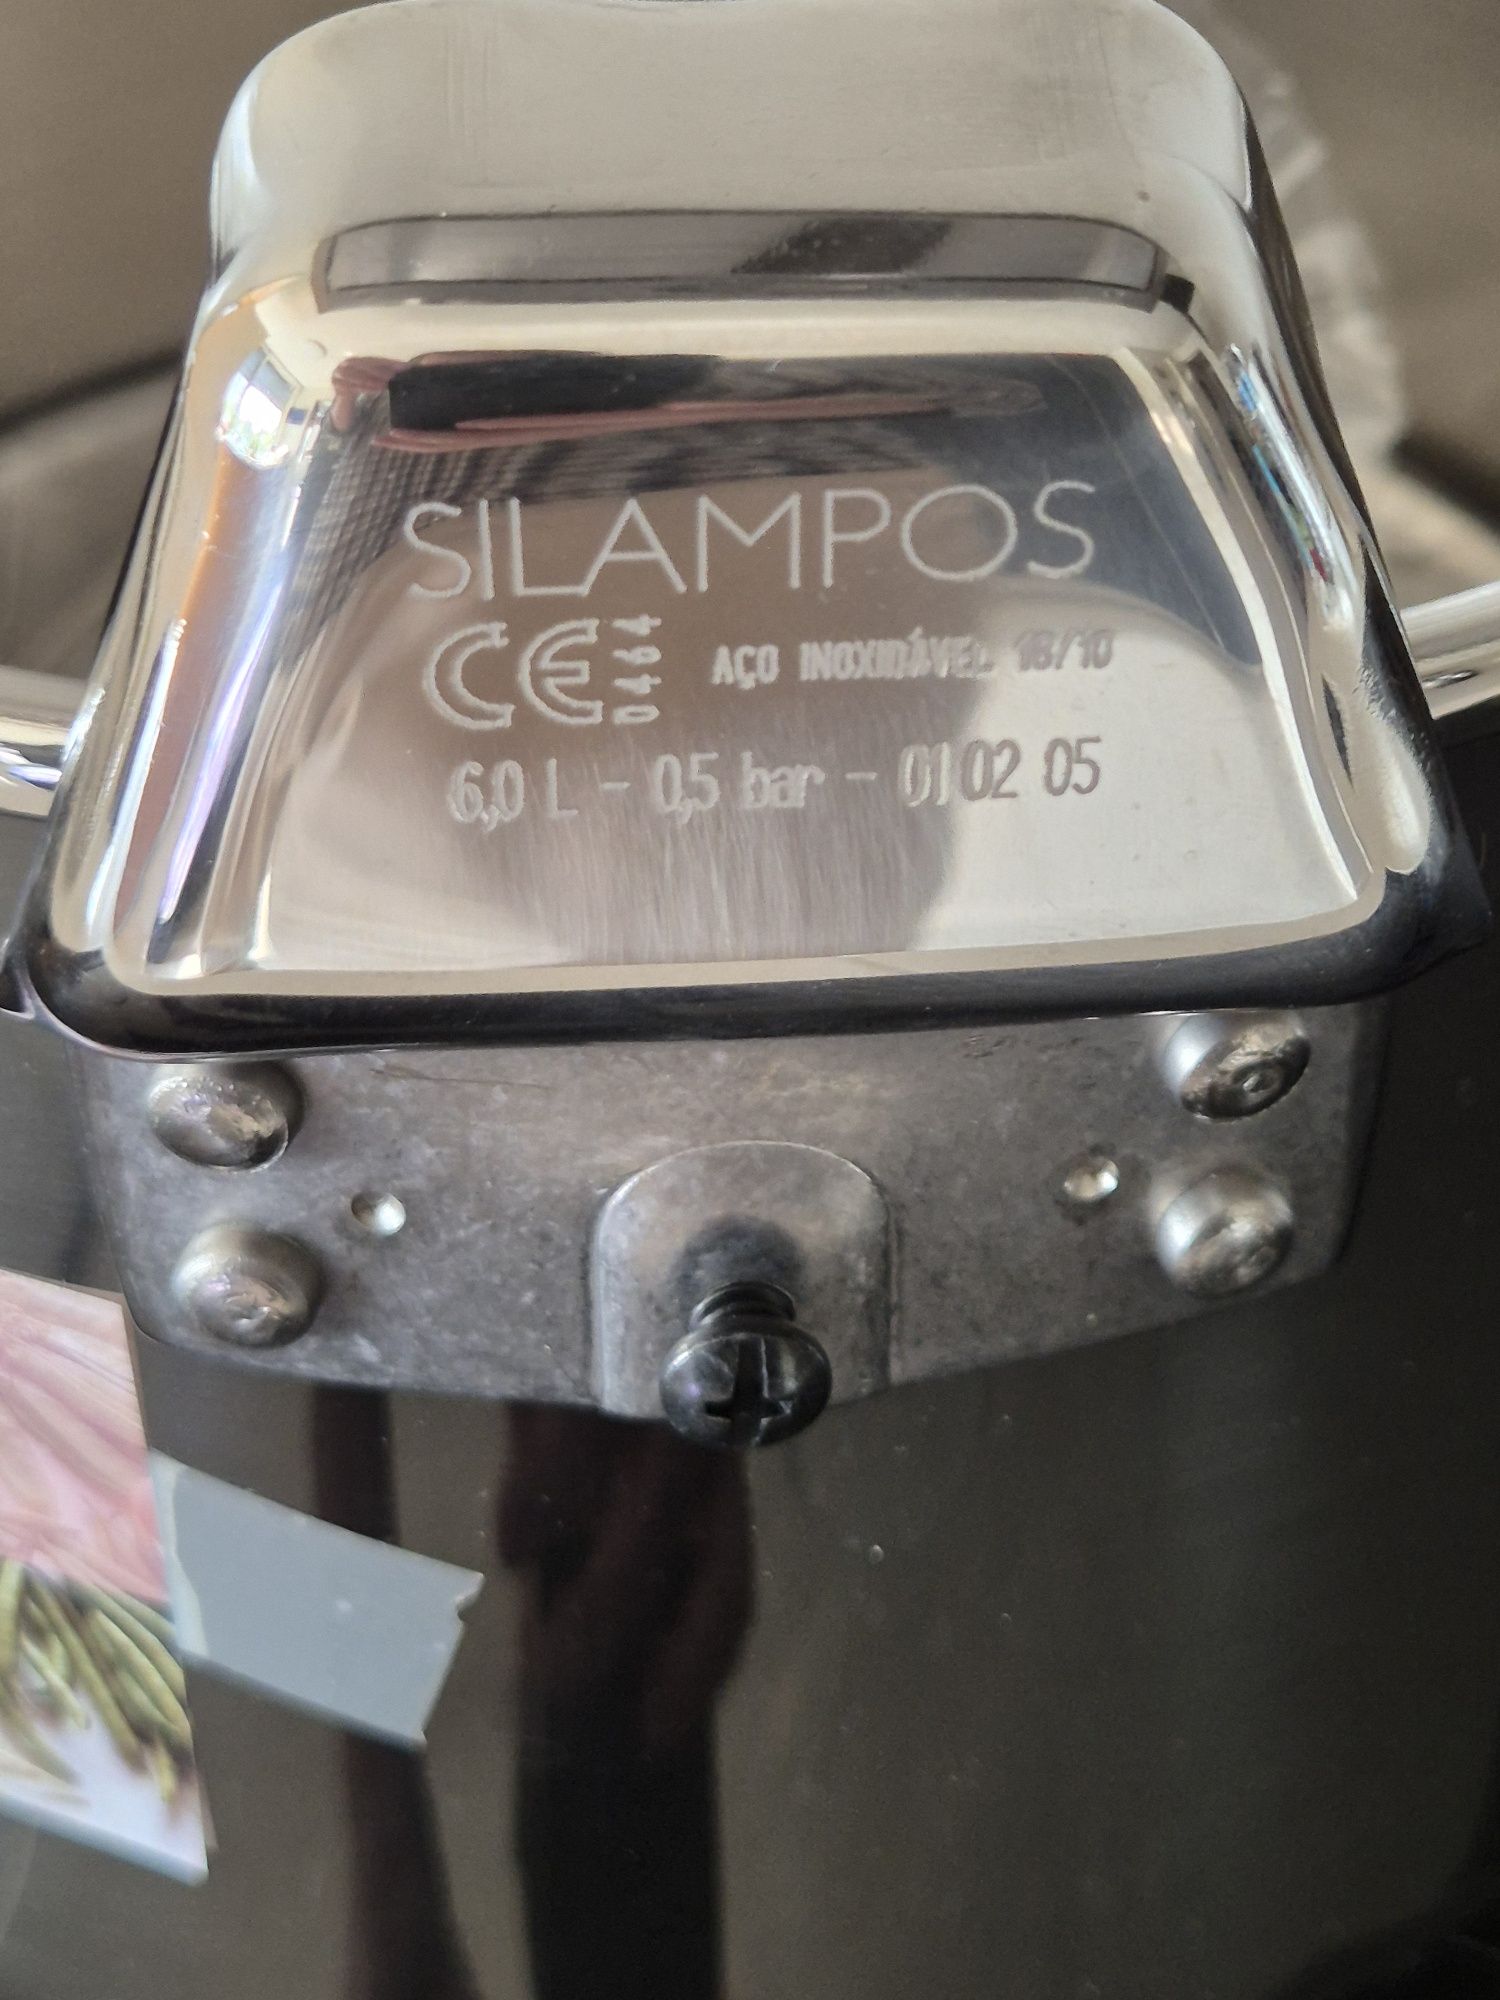 SILAMPOS
CE 0464 AÇO INOXIDÁVEL 18/10
6,0 L - 0,5 bar - 01 02 05